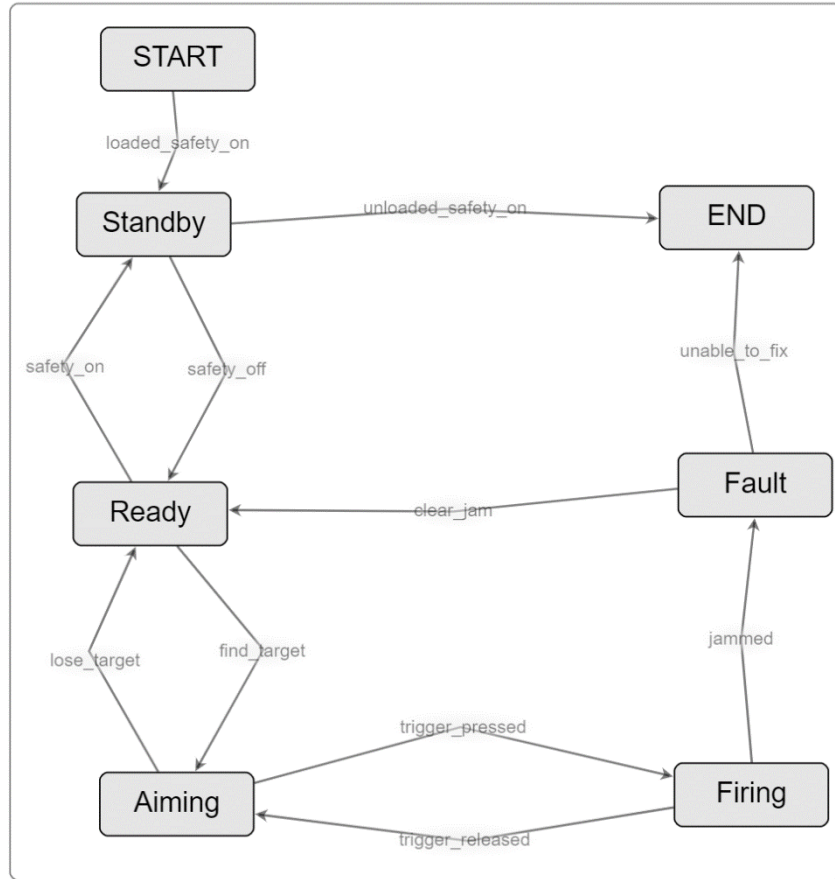 START
loaded_safety_on
Standby
unloaded_safety_on
END
unable_to_fix
safety_on
safety_off
Ready
clear_jam
Fault
lose_target
find_target
jammed
trigger_pressed
Aiming
Firing
trigger_released